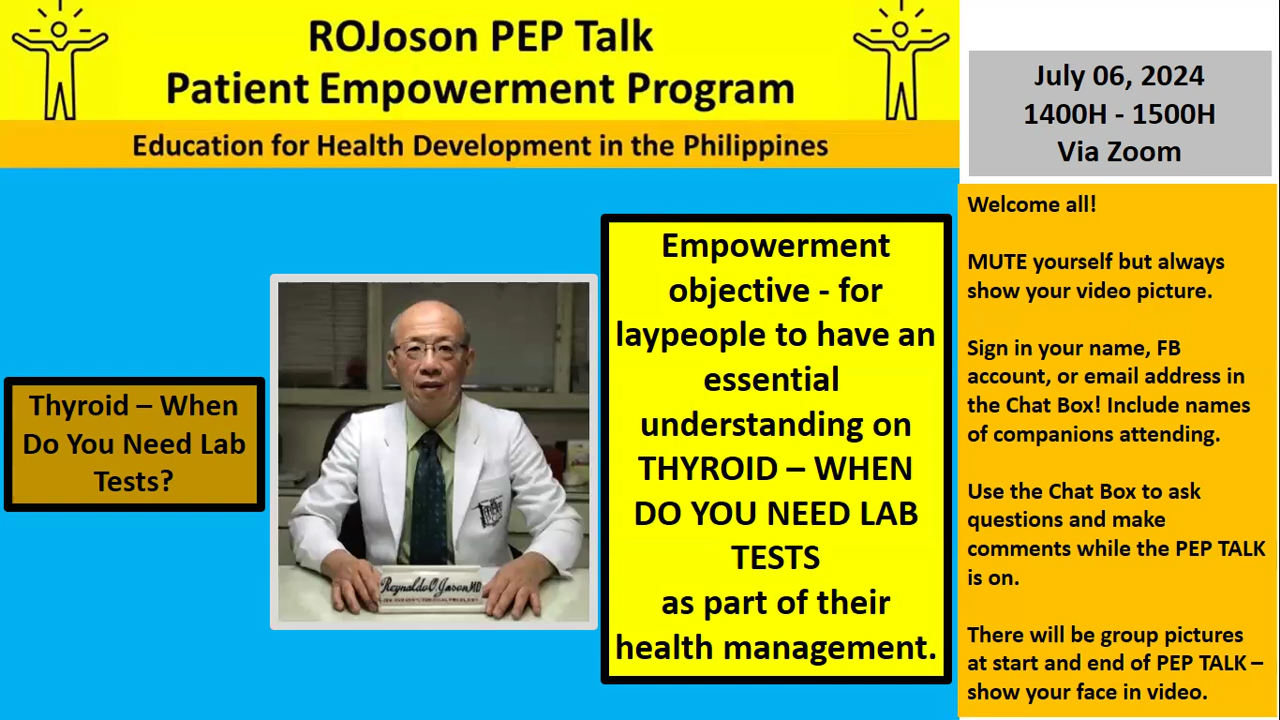 ROJoson PEP Talk
Patient Empowerment Program
Education for Health Development in the Philippines
Thyroid – When
Do You Need Lab
Tests?
Reynaldo O. Joson MD
Empowerment
objective - for
laypeople to have an
essential
understanding on
THYROID – WHEN
DO YOU NEED LAB
TESTS
as part of their
health management.
July 06, 2024
1400H - 1500H
Via Zoom
Welcome all!
MUTE yourself but always
show your video picture.
Sign in your name, FB
account, or email address in
the Chat Box! Include names
of companions attending.
Use the Chat Box to ask
questions and make
comments while the PEP TALK
is on.
There will be group pictures
at start and end of PEP TALK –
show your face in video.